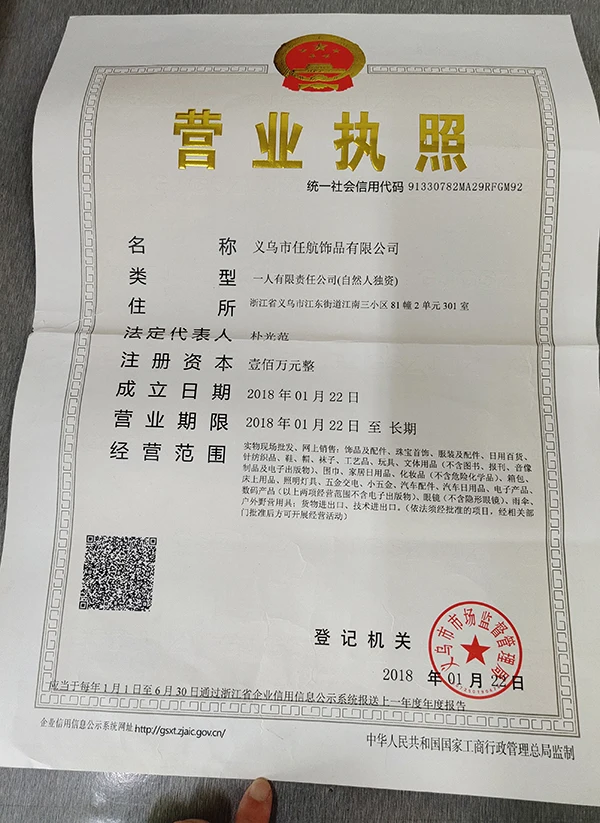 营业执照
统一社会信用代码 91330782MA29RFGM92
名称 义乌市任航饰品有限公司
类型 一人有限责任公司(自然人独资)
住所 浙江省义乌市江东街道江南三小区81幢2单元301室
法定代表人 朴光范
注册资本 壹佰万元整
成立日期 2018年01月22日
营业期限 2018年01月22日至长期
经营范围 实物现场批发、网上销售：饰品及配件、珠宝首饰、服装及配件、日用百货、
针纺织品、鞋、帽、袜子、工艺品、玩具、文体用品（不含图书、报刊、音像
制品及电子出版物）、围巾、家居日用品、化妆品（不含危险化学品）、箱包、
床上用品、照明灯具、五金交电、小五金、汽车配件、汽车日用品、电子产品、
数码产品（以上两项经营范围不含电子出版物）、眼镜（不含隐形眼镜）、雨伞、
户外野营用具；货物进出口、技术进出口。（依法须经批准的项目，经相关部
门批准后方可开展经营活动）
登记机关
义乌市市场监督管理局
2018年01月22日
应当于每年1月1日至6月30日通过浙江省企业信用信息公示系统报送上一年度年度报告
企业信用信息公示系统网址http://gsxt.zjaic.gov.cn/
中华人民共和国国家工商行政管理总局监制